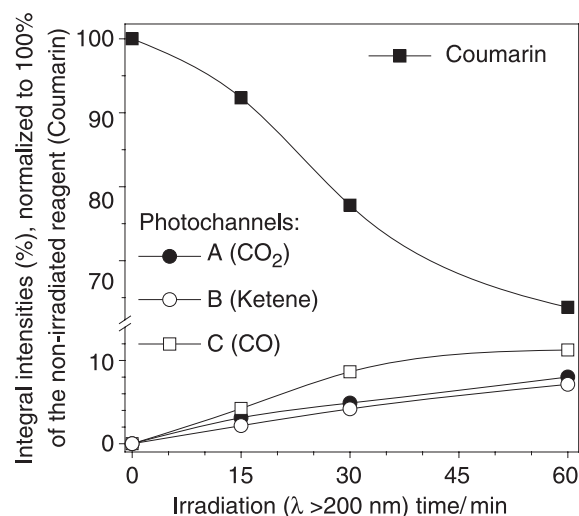 Integral intensities (%), normalized to 100%
of the non-irradiated reagent (Coumarin)
100
90
80
70
10
0
Coumarin
Photochannels:
A (CO₂)
B (Ketene)
C (CO)
0 15 30 45 60
Irradiation (λ >200 nm) time/min